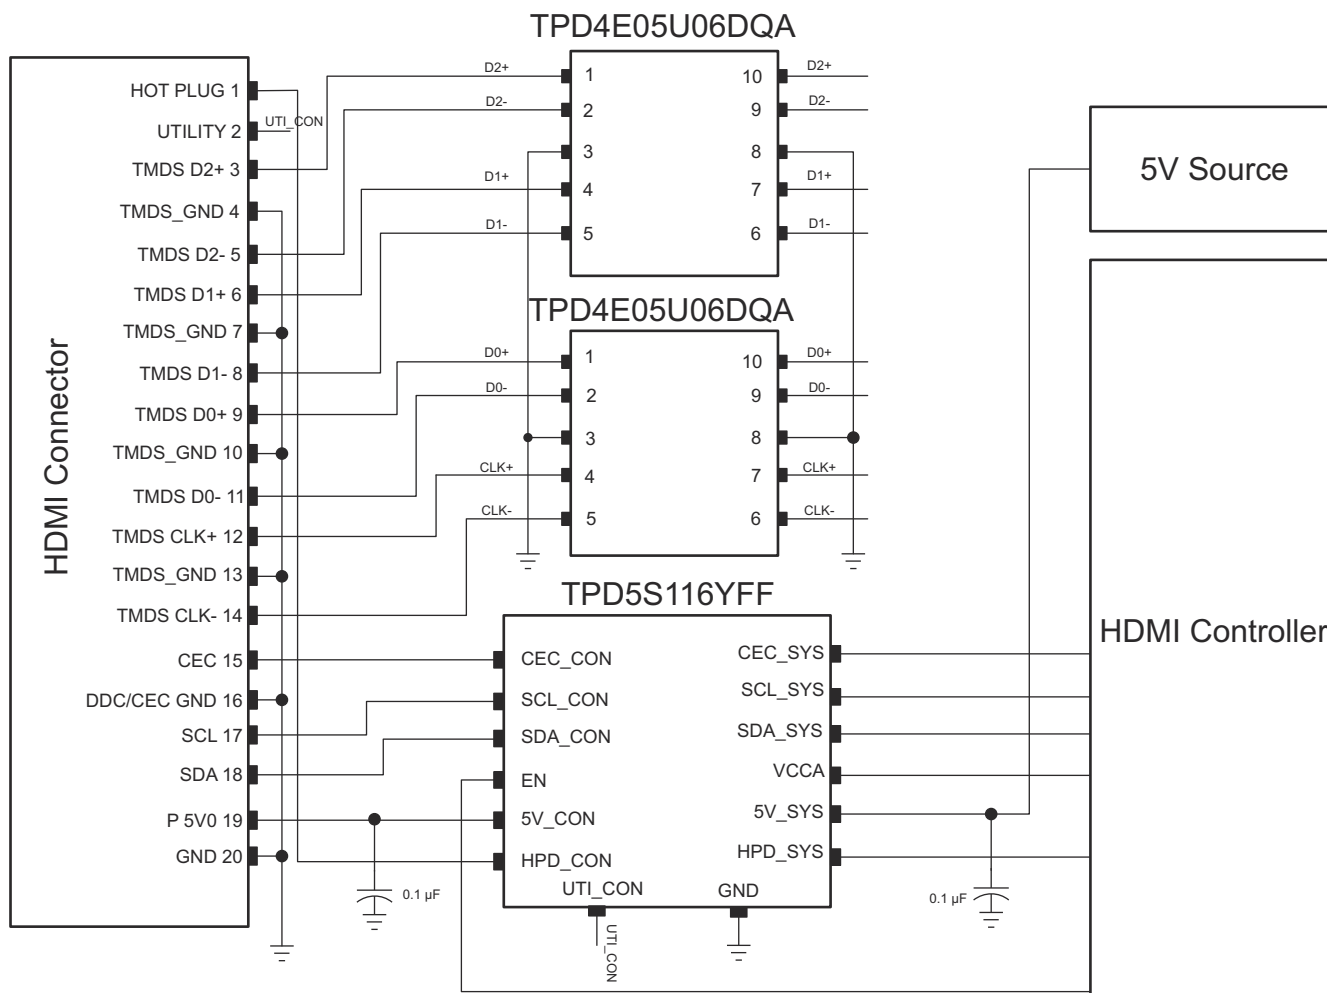 TPD4E05U06DQA
HDMI Connector
HOT PLUG 1
UTILITY 2
TMDS D2+ 3
TMDS_GND 4
TMDS D2- 5
TMDS D1+ 6
TMDS_GND 7
TMDS D1- 8
TMDS D0+ 9
TMDS_GND 10
TMDS D0- 11
TMDS CLK+ 12
TMDS_GND 13
TMDS CLK- 14
CEC 15
DDC/CEC GND 16
SCL 17
SDA 18
P 5V0 19
GND 20
UTI_CON
D2+ 1 10 D2+
D2- 2 9 D2-
3 8
D1+ 4 7 D1+
D1- 5 6 D1-
TPD4E05U06DQA
D0+ 1 10 D0+
D0- 2 9 D0-
3 8
CLK+ 4 7 CLK+
CLK- 5 6 CLK-
TPD5S116YFF
CEC_CON CEC_SYS
SCL_CON SCL_SYS
SDA_CON SDA_SYS
EN VCCA
5V_CON 5V_SYS
HPD_CON HPD_SYS
UTI_CON GND
UTI_CON
0.1 µF
0.1 µF
5V Source
HDMI Controller